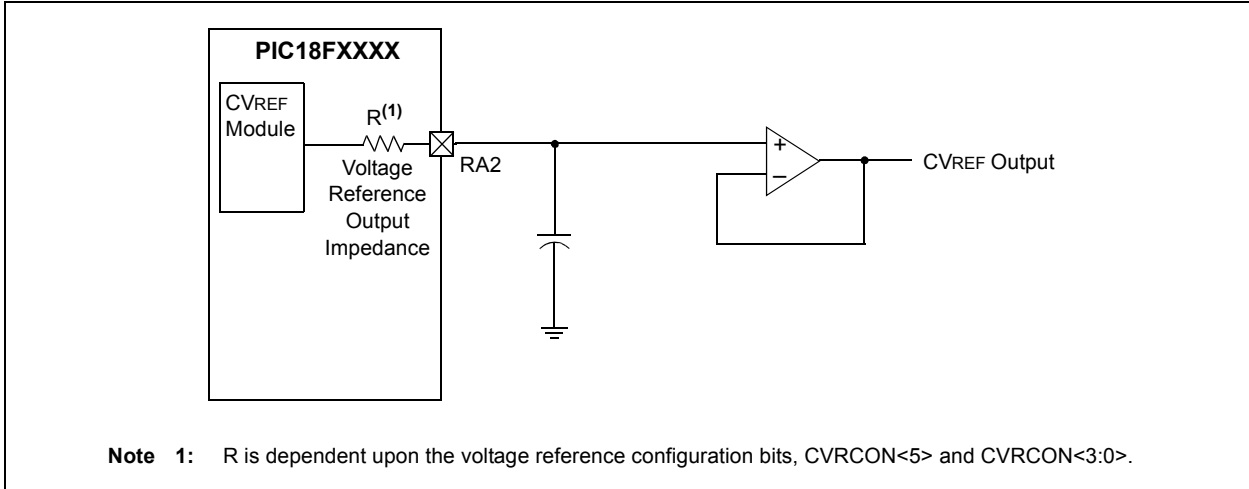 PIC18FXXXX
CVREF
Module
R(1)
Voltage
Reference
Output
Impedance
RA2
+
–
CVREF Output
Note 1: R is dependent upon the voltage reference configuration bits, CVRCON<5> and CVRCON<3:0>.